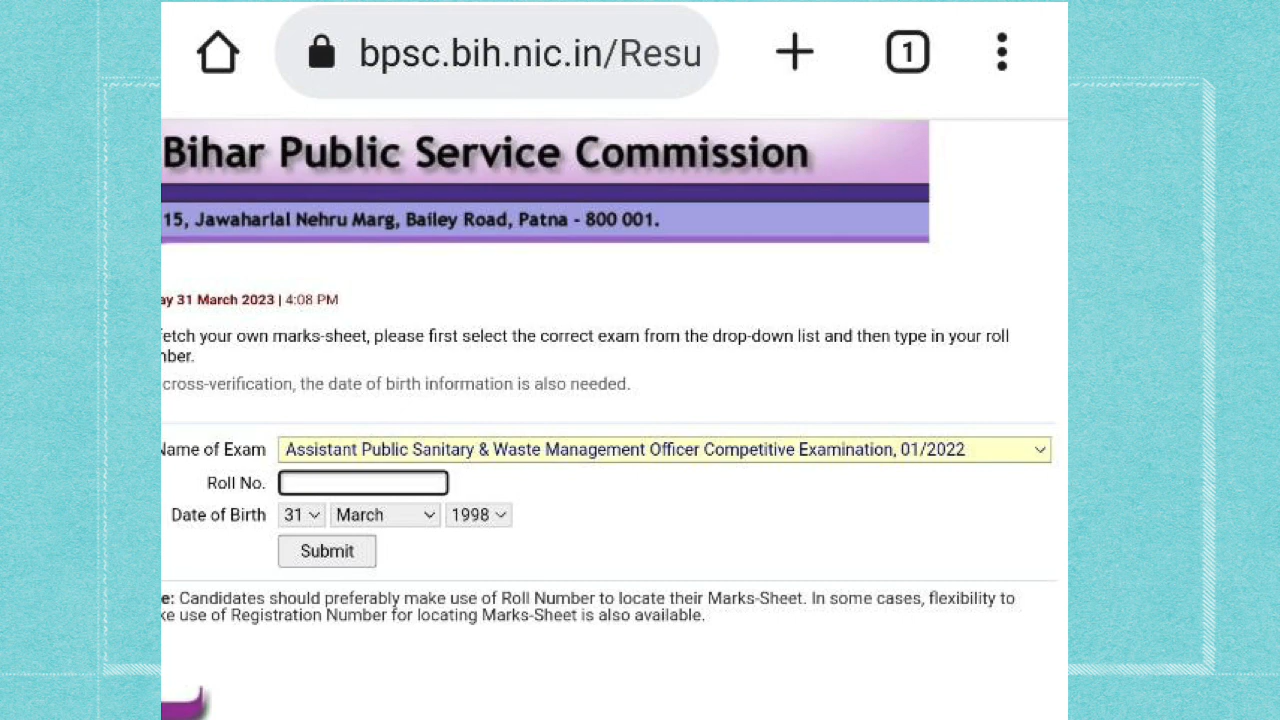 bpsc.bih.nic.in/Resu
1
Bihar Public Service Commission
15, Jawaharlal Nehru Marg, Bailey Road, Patna - 800 001.
ay 31 March 2023 | 4:08 PM
etch your own marks-sheet, please first select the correct exam from the drop-down list and then type in your roll
ber.
cross-verification, the date of birth information is also needed.
Name of Exam Assistant Public Sanitary & Waste Management Officer Competitive Examination, 01/2022
Roll No.
Date of Birth 31 March 1998
Submit
e: Candidates should preferably make use of Roll Number to locate their Marks-Sheet. In some cases, flexibility to
ke use of Registration Number for locating Marks-Sheet is also available.